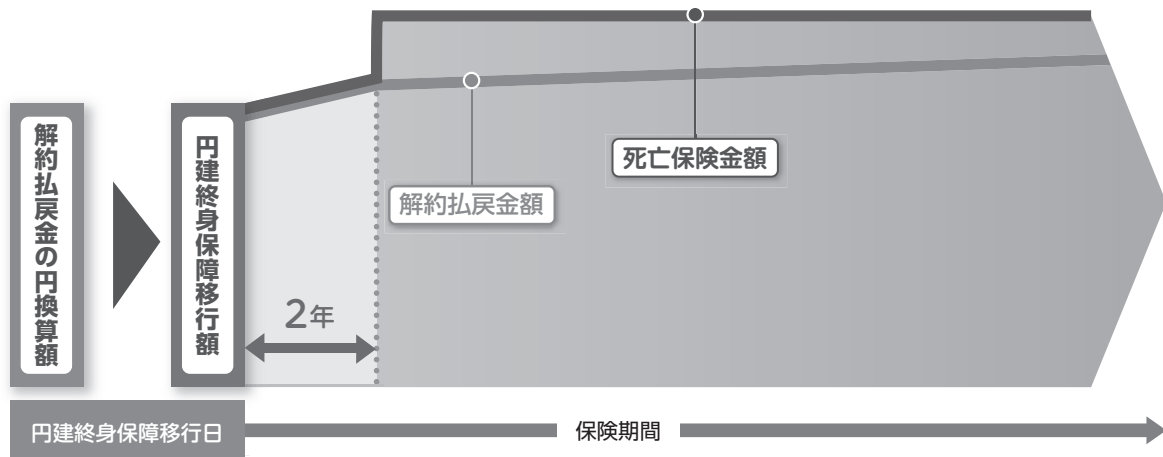 解約払戻金の円換算額
円建終身保障移行額
2年
解約払戻金額
死亡保険金額
円建終身保障移行日
保険期間